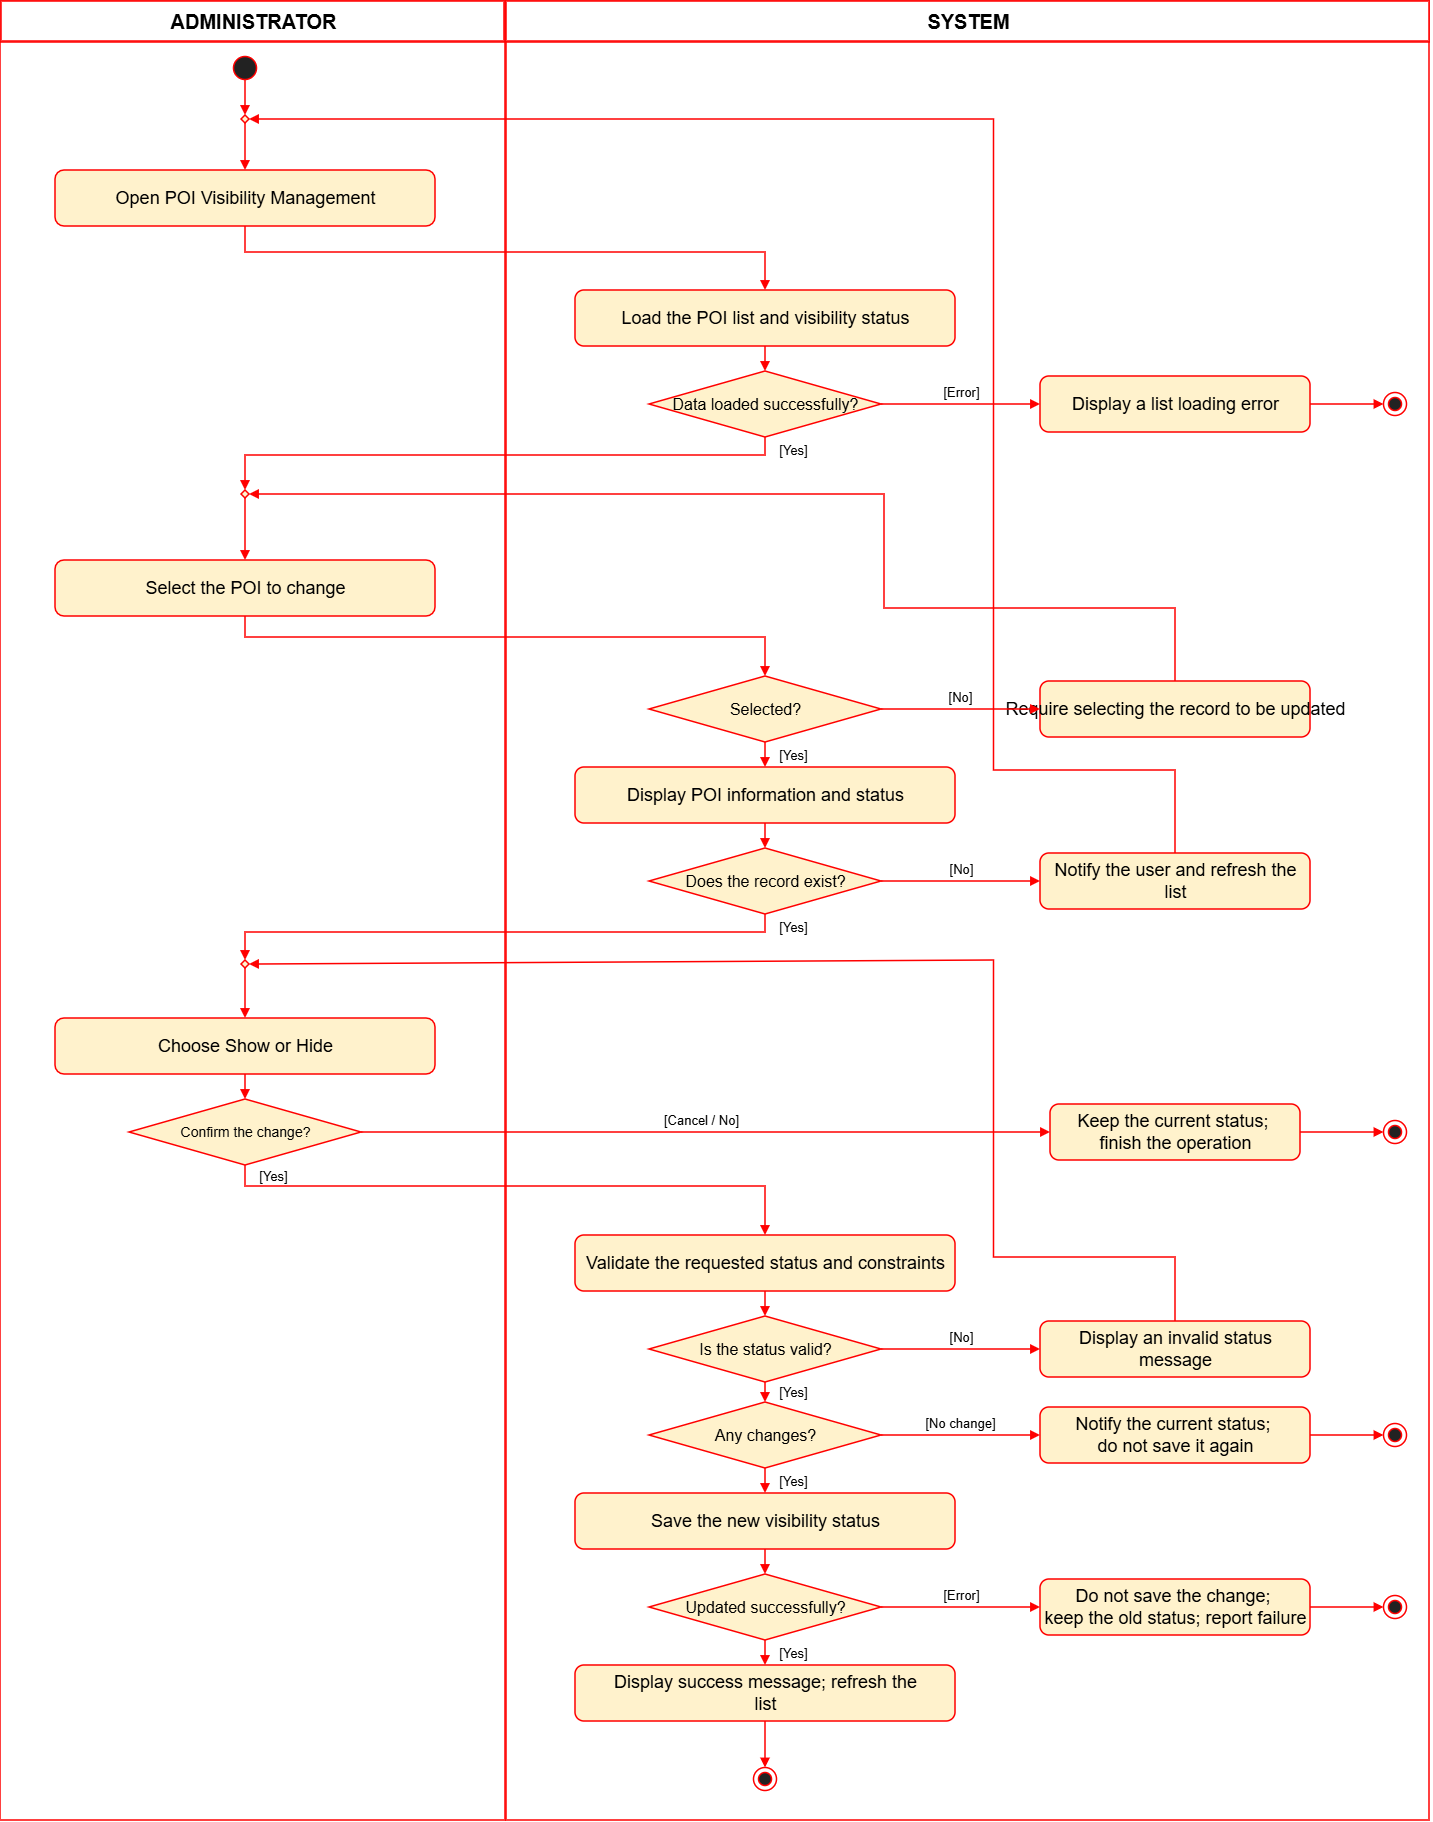 ADMINISTRATOR
SYSTEM
Open POI Visibility Management
Load the POI list and visibility status
Data loaded successfully?
[Error]
Display a list loading error
[Yes]
Select the POI to change
Selected?
[No]
Require selecting the record to be updated
[Yes]
Display POI information and status
Does the record exist?
[No]
Notify the user and refresh the
list
[Yes]
Choose Show or Hide
Confirm the change?
[Cancel / No]
Keep the current status;
finish the operation
[Yes]
Validate the requested status and constraints
Is the status valid?
[No]
Display an invalid status
message
[Yes]
Any changes?
[No change]
Notify the current status;
do not save it again
[Yes]
Save the new visibility status
Updated successfully?
[Error]
Do not save the change;
keep the old status; report failure
[Yes]
Display success message; refresh the
list